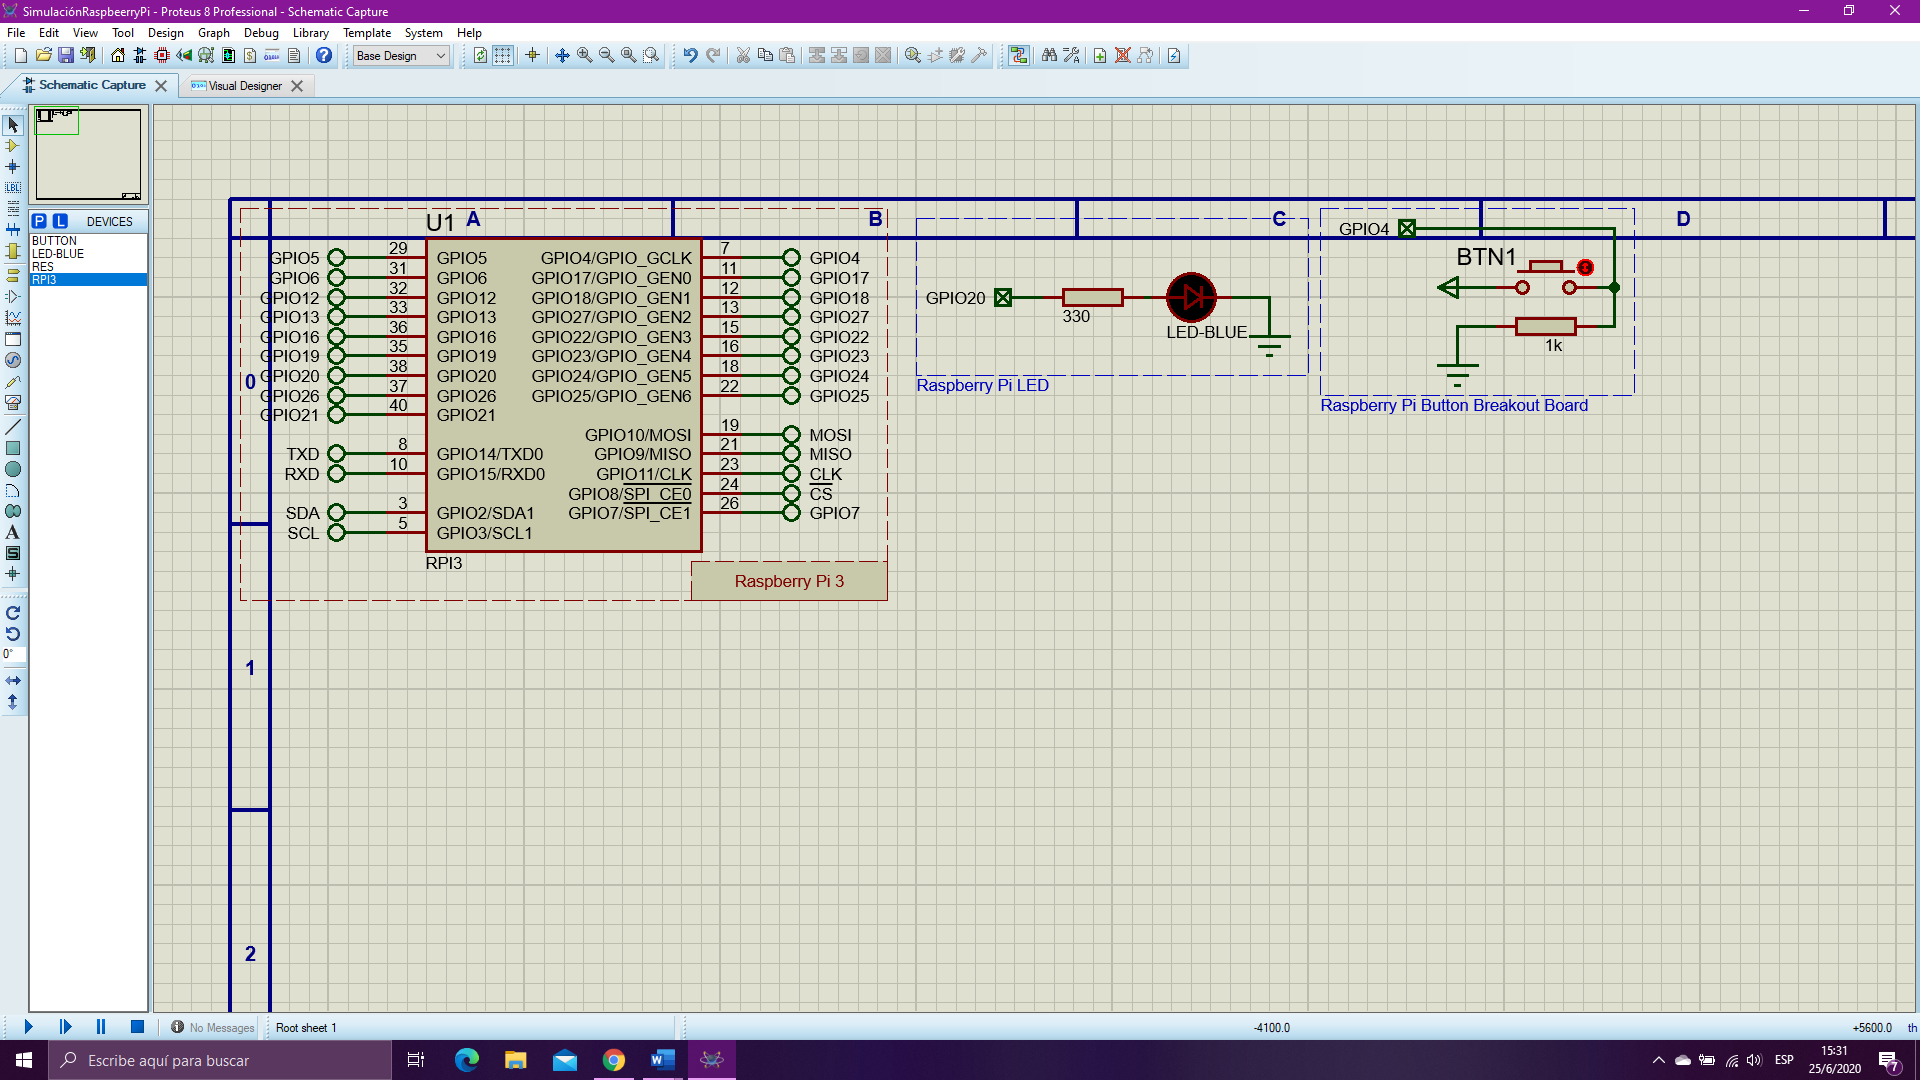 SimulaciónRaspbeerryPi - Proteus 8 Professional - Schematic Capture
File Edit View Tool Design Graph Debug Library Template System Help
Base Design
Schematic Capture
Visual Designer
P L DEVICES
BUTTON
LED-BLUE
RES
RPI3
LBL
A
S
0°
A B C D
0
1
2
U1
GPIO5 29 GPIO5 GPIO4/GPIO_GCLK 7 GPIO4
GPIO6 31 GPIO6 GPIO17/GPIO_GEN0 11 GPIO17
GPIO12 32 GPIO12 GPIO18/GPIO_GEN1 12 GPIO18
GPIO13 33 GPIO13 GPIO27/GPIO_GEN2 13 GPIO27
GPIO16 36 GPIO16 GPIO22/GPIO_GEN3 15 GPIO22
GPIO19 35 GPIO19 GPIO23/GPIO_GEN4 16 GPIO23
GPIO20 38 GPIO20 GPIO24/GPIO_GEN5 18 GPIO24
GPIO26 37 GPIO26 GPIO25/GPIO_GEN6 22 GPIO25
GPIO21 40 GPIO21
GPIO10/MOSI 19 MOSI
TXD 8 GPIO14/TXD0 GPIO9/MISO 21 MISO
RXD 10 GPIO15/RXD0 GPIO11/CLK 23 CLK
GPIO8/SPI_CE0 24 CS
SDA 3 GPIO2/SDA1 GPIO7/SPI_CE1 26 GPIO7
SCL 5 GPIO3/SCL1
RPI3
Raspberry Pi 3
GPIO20
330
LED-BLUE
Raspberry Pi LED
GPIO4
BTN1
1k
Raspberry Pi Button Breakout Board
No Messages
Root sheet 1
-4100.0
+5600.0
th
Escribe aquí para buscar
ESP
15:31
25/6/2020
7